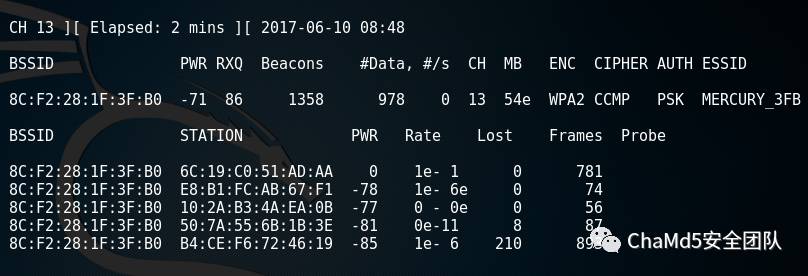 CH 13 ][ Elapsed: 2 mins ][ 2017-06-10 08:48
BSSID PWR RXQ Beacons #Data, #/s CH MB ENC CIPHER AUTH ESSID
8C:F2:28:1F:3F:B0 -71 86 1358 978 0 13 54e WPA2 CCMP PSK MERCURY_3FB
BSSID STATION PWR Rate Lost Frames Probe
8C:F2:28:1F:3F:B0 6C:19:C0:51:AD:AA 0 1e- 1 0 781
8C:F2:28:1F:3F:B0 E8:B1:FC:AB:67:F1 -78 1e- 6e 0 74
8C:F2:28:1F:3F:B0 10:2A:B3:4A:EA:0B -77 0 - 0e 0 56
8C:F2:28:1F:3F:B0 50:7A:55:6B:1B:3E -81 0e-11 8
8C:F2:28:1F:3F:B0 B4:CE:F6:72:46:19 -85 1e- 6 210
ChaMd5安全团队